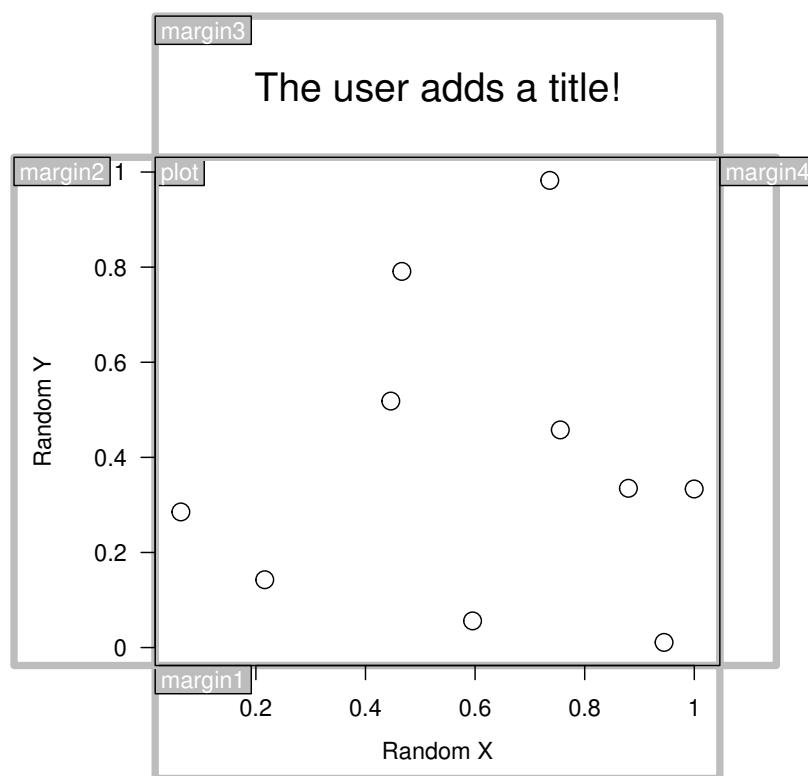 margin3
The user adds a title!
margin2
plot
margin4
1
0.8
0.6
0.4
0.2
0
Random Y
margin1
0.2 0.4 0.6 0.8 1
Random X